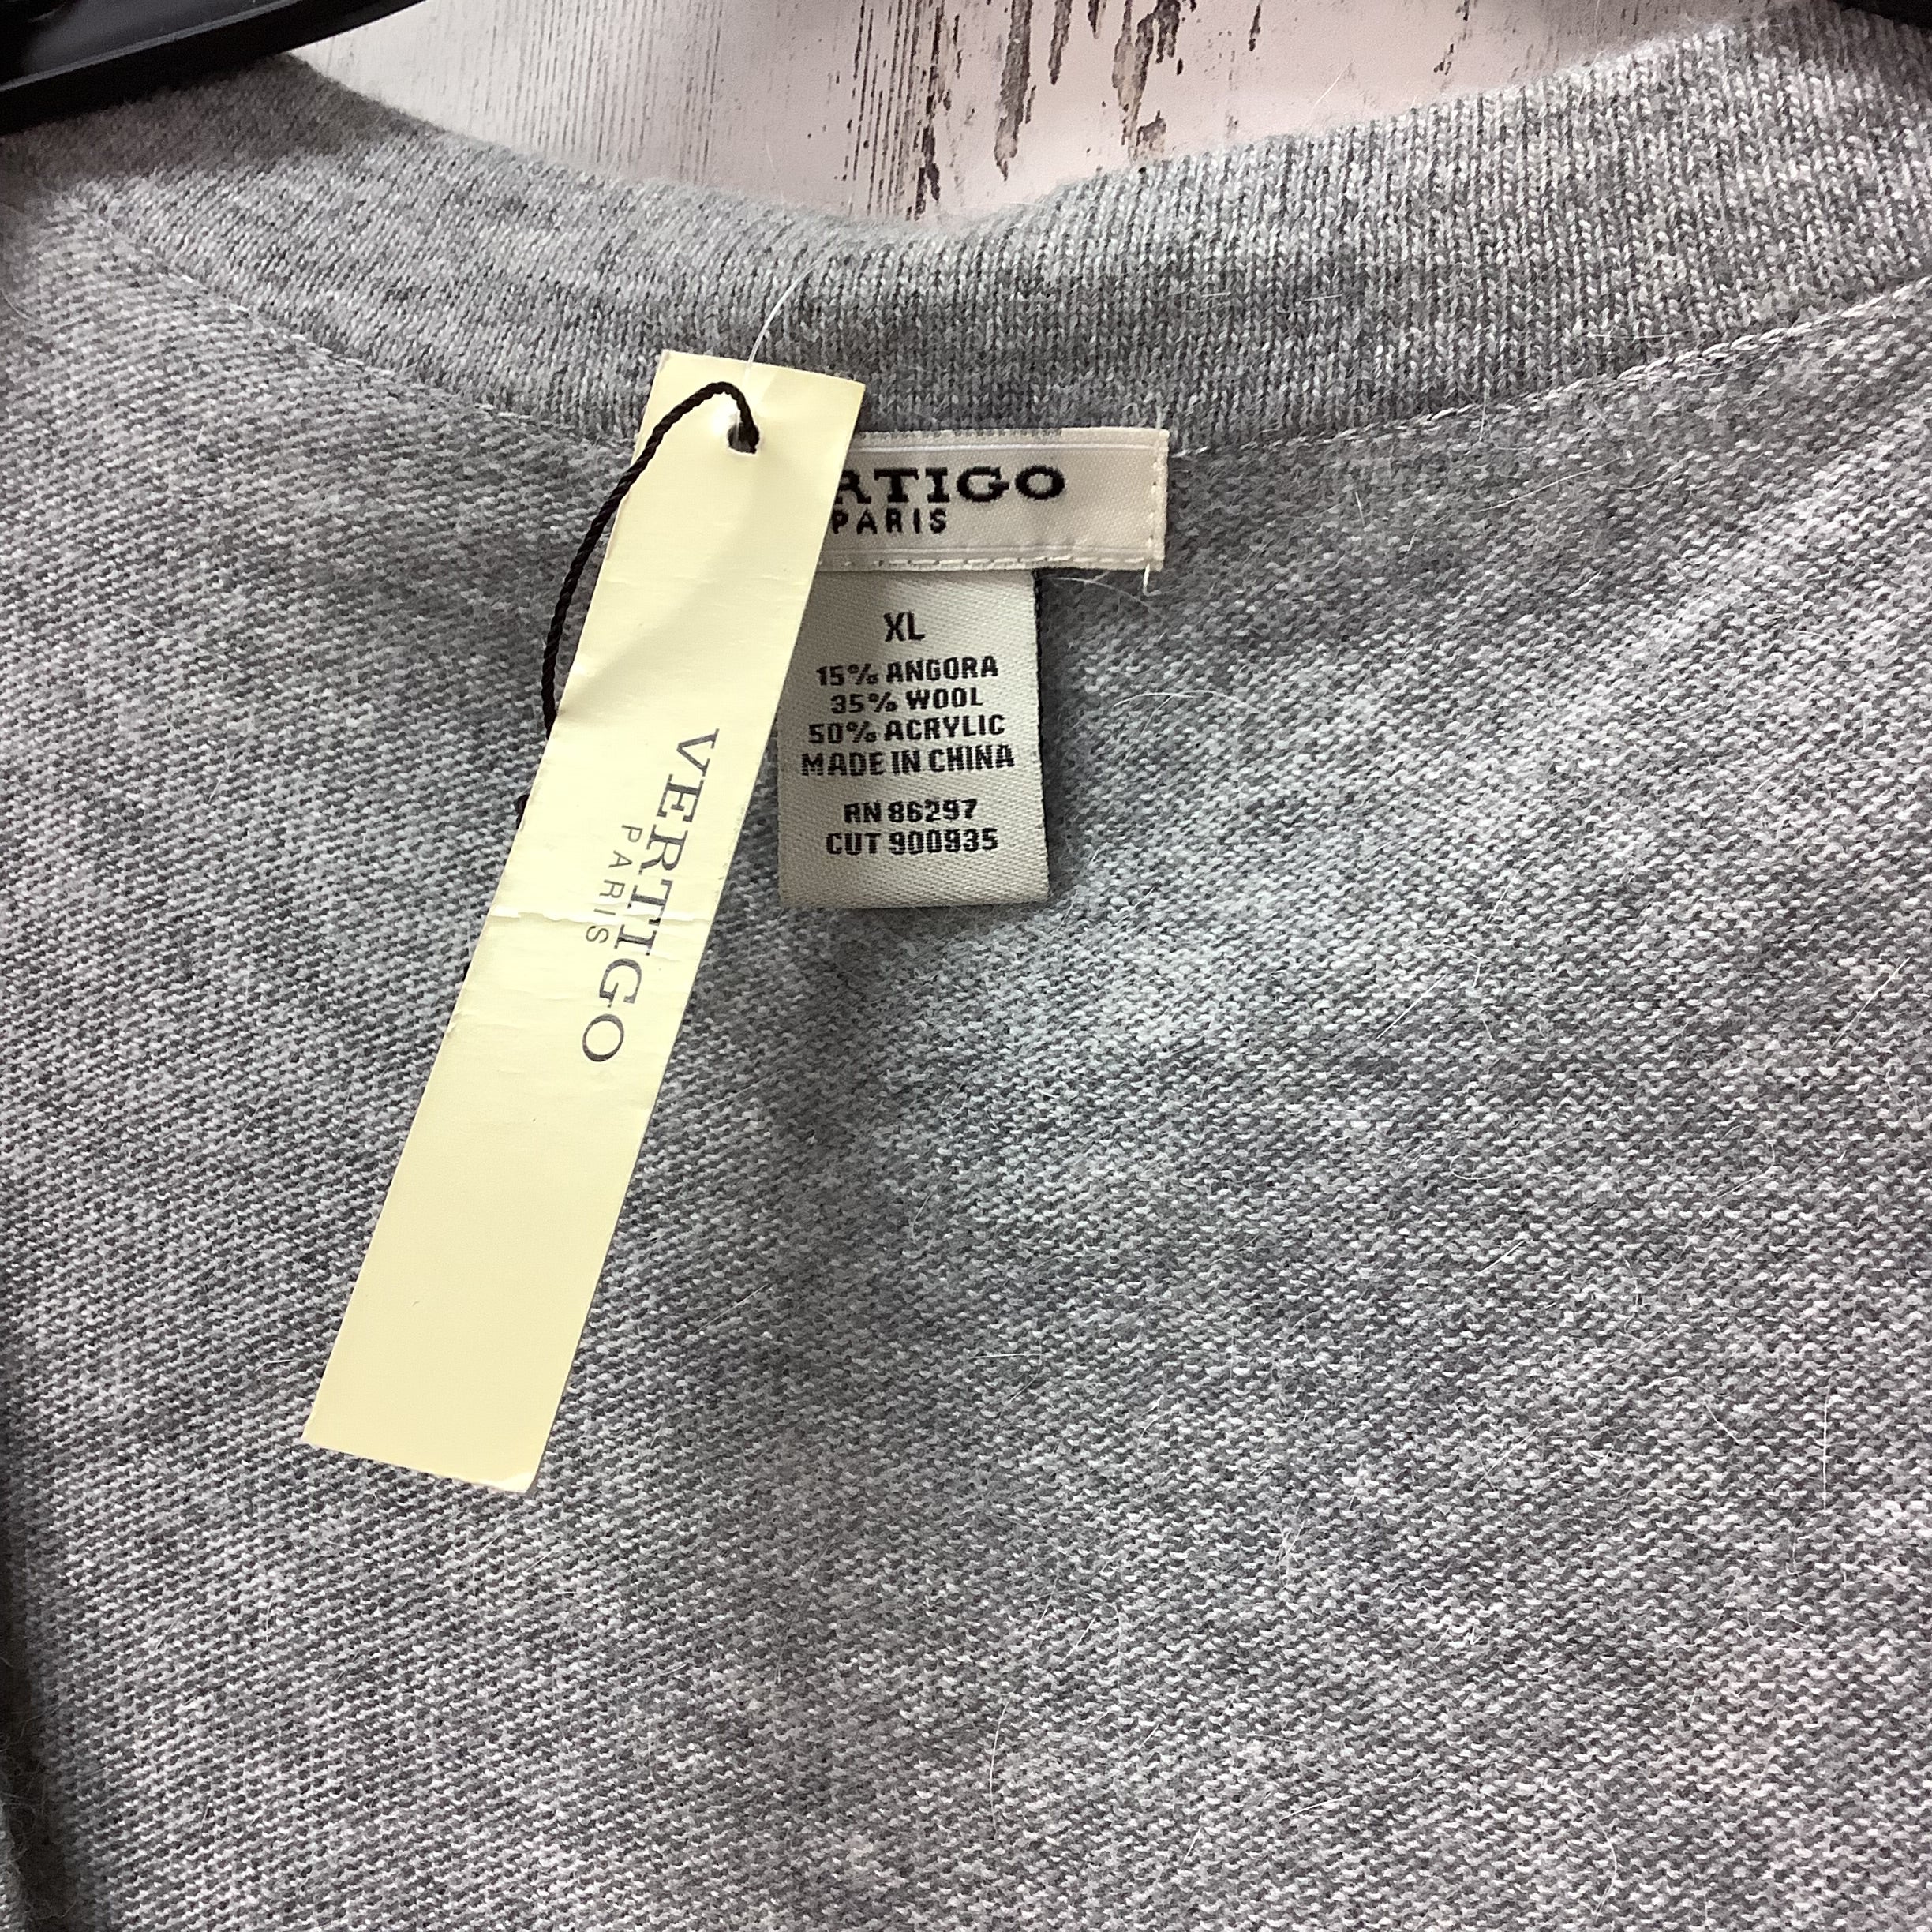 RTIGO
PARIS
XL
15% ANGORA
35% WOOL
50% ACRYLIC
MADE IN CHINA
RN 86297
CUT 900935
VERTIGO
PARIS